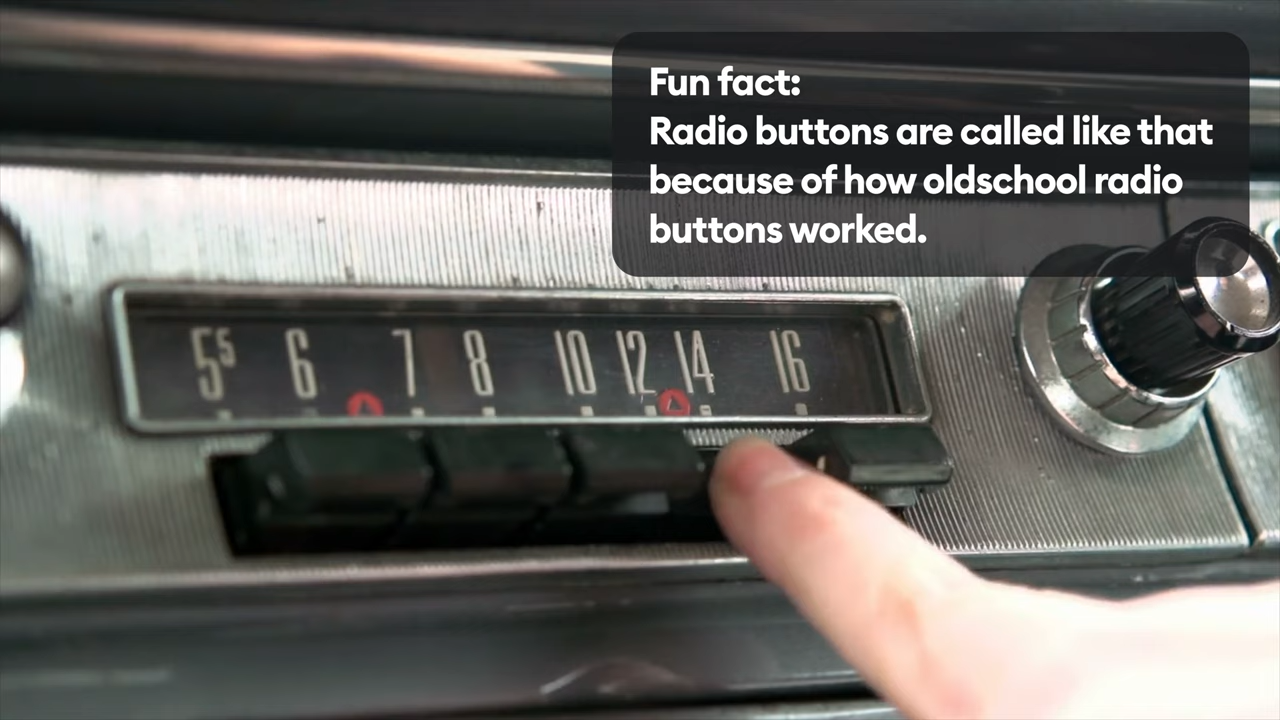 Fun fact:
Radio buttons are called like that
because of how oldschool radio
buttons worked.
5⁵ 6 7 8 10 12 14 16